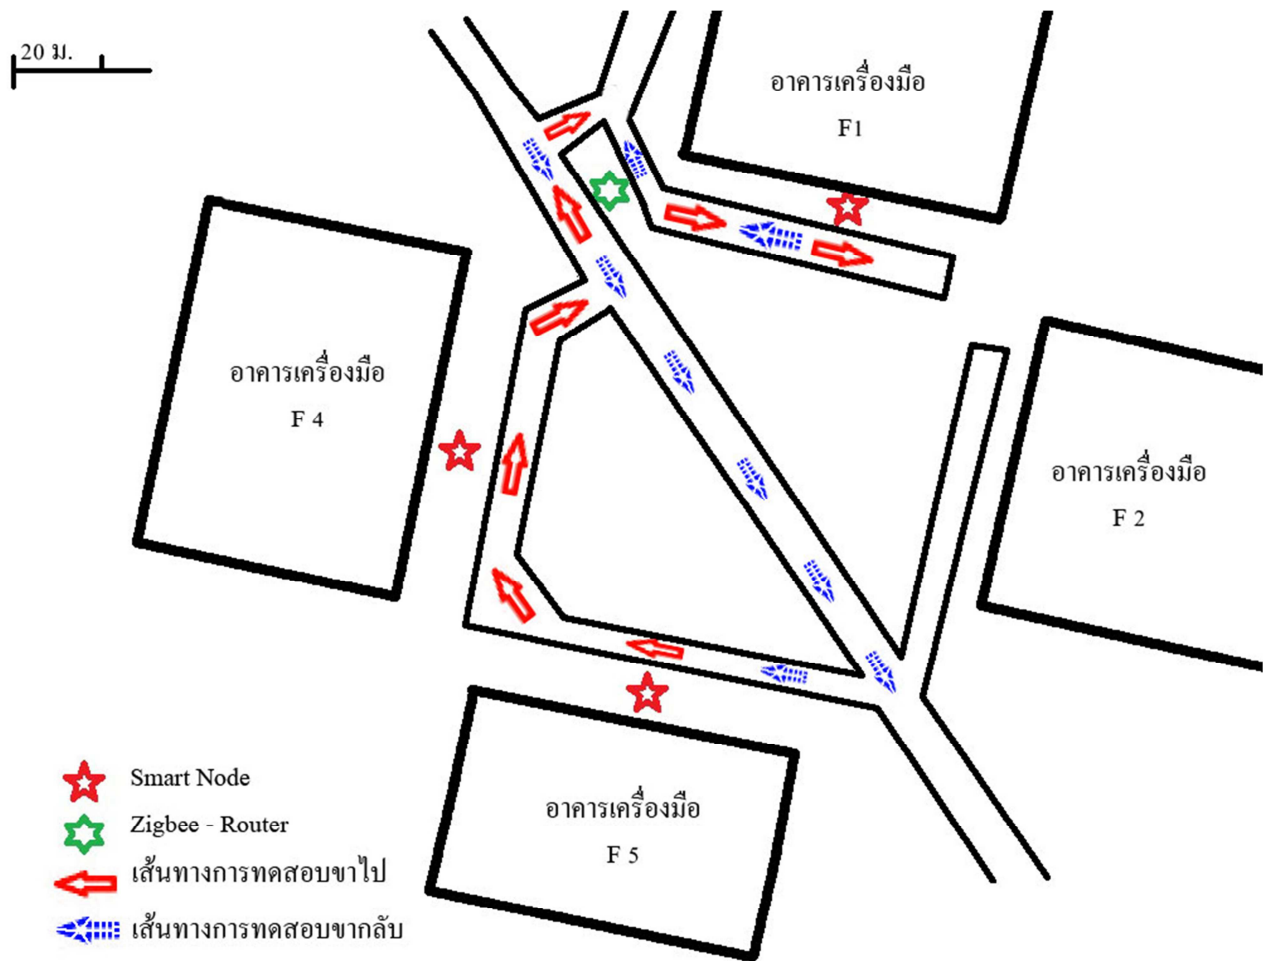 20 ม.
อาคารเครื่องมือ
F1
อาคารเครื่องมือ
F 4
อาคารเครื่องมือ
F 2
อาคารเครื่องมือ
F 5
Smart Node
Zigbee - Router
เส้นทางการทดสอบขาไป
เส้นทางการทดสอบขากลับ